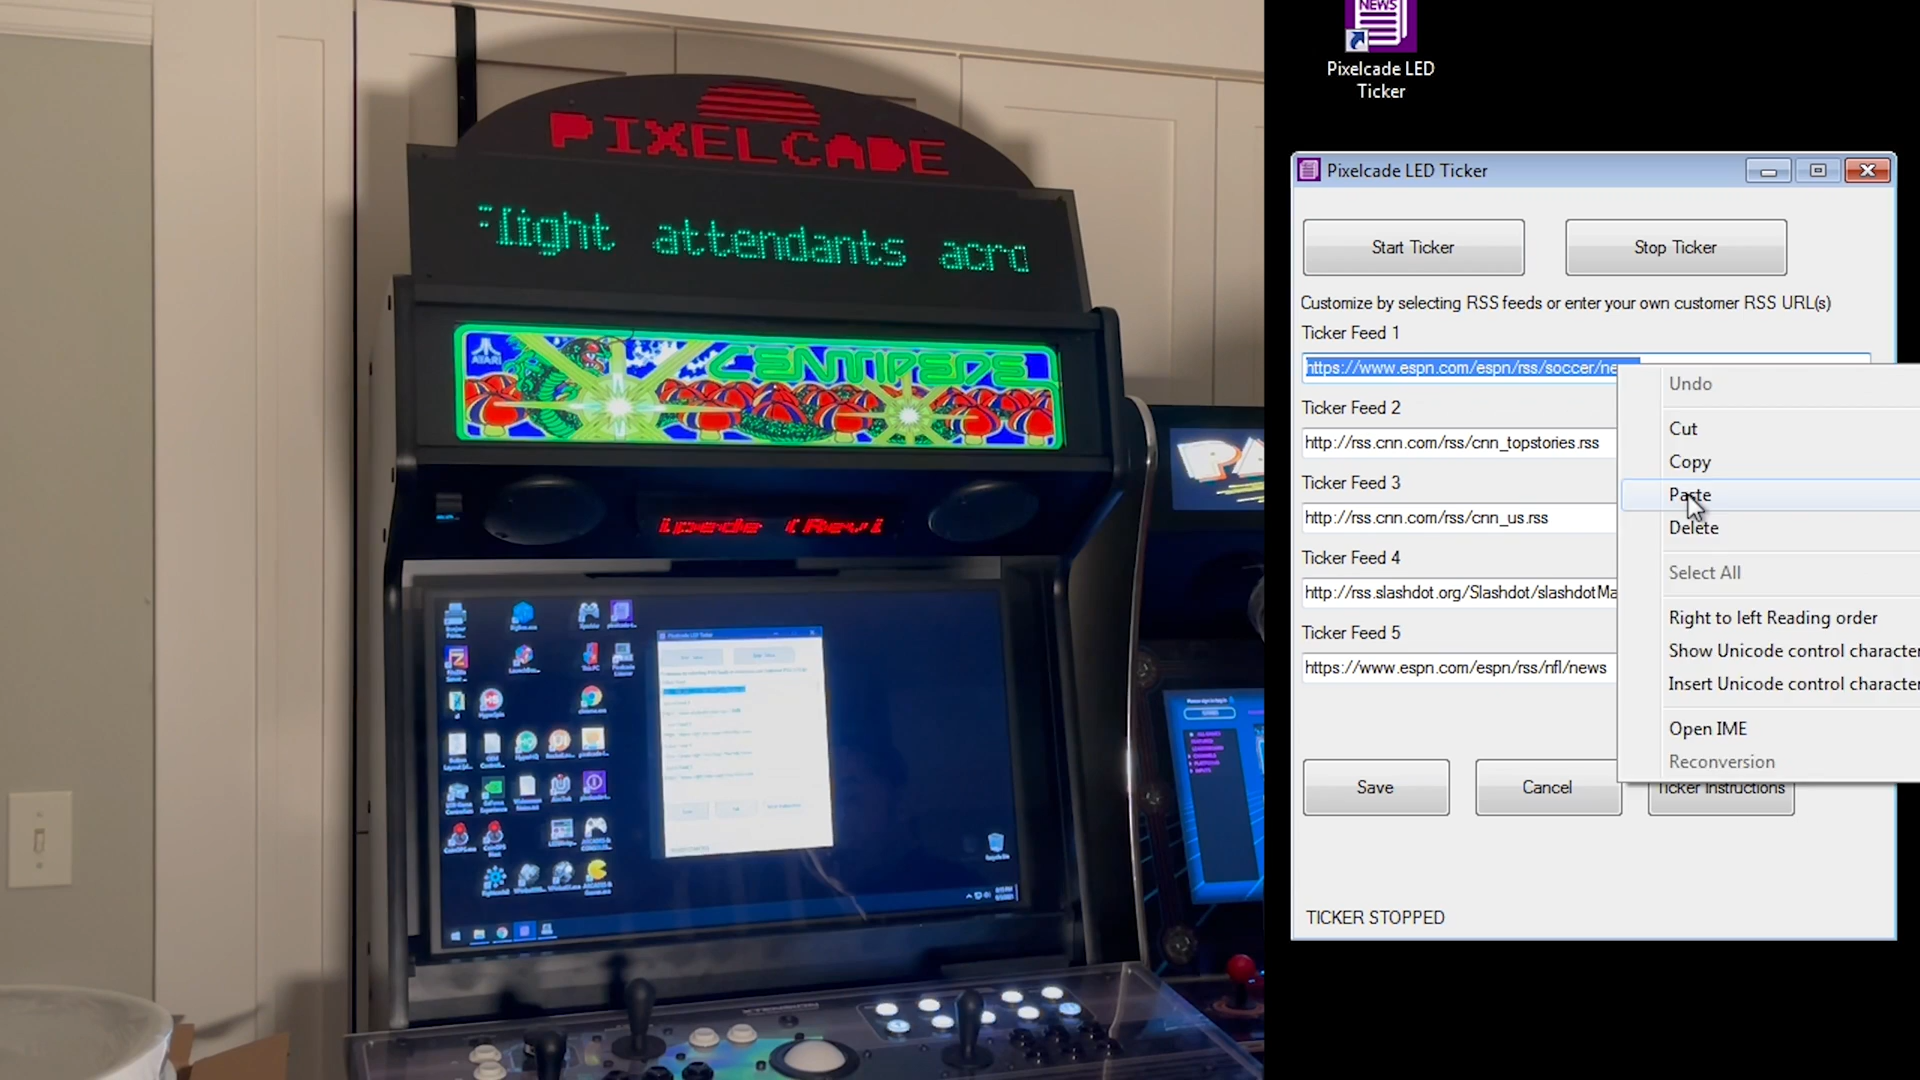 PIXELCADE
light attendants acro
ATARI
CENTIPEDE
ipede (Revi
NEWS
Pixelcade LED
Ticker
Pixelcade LED Ticker
Start Ticker
Stop Ticker
Customize by selecting RSS feeds or enter your own customer RSS URL(s)
Ticker Feed 1
https://www.espn.com/espn/rss/soccer/ne
Ticker Feed 2
http://rss.cnn.com/rss/cnn_topstories.rss
Ticker Feed 3
http://rss.cnn.com/rss/cnn_us.rss
Ticker Feed 4
http://rss.slashdot.org/Slashdot/slashdotMa
Ticker Feed 5
https://www.espn.com/espn/rss/nfl/news
Undo
Cut
Copy
Paste
Delete
Select All
Right to left Reading order
Show Unicode control character
Insert Unicode control character
Open IME
Reconversion
Save
Cancel
Ticker Instructions
TICKER STOPPED